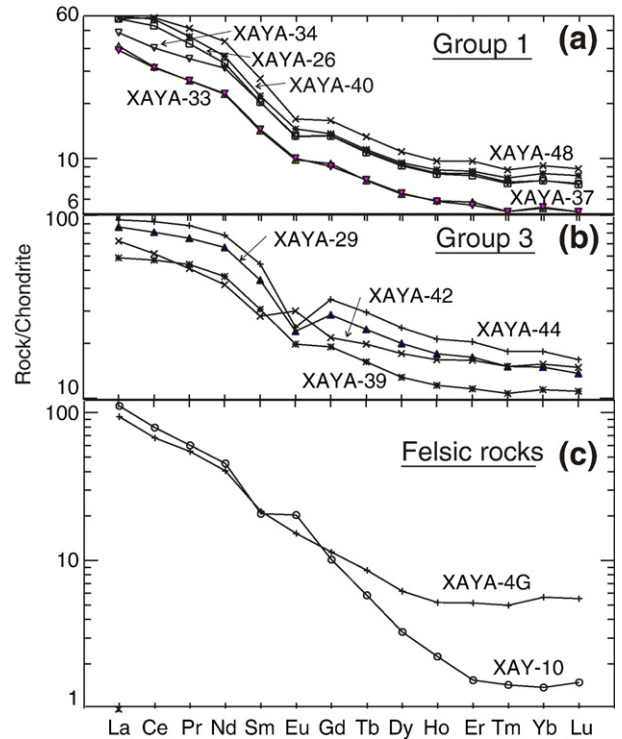 60
(a)
XAYA-34
Group 1
XAYA-26
XAYA-40
XAYA-33
XAYA-48
10
XAYA-37
6
100
(b)
XAYA-29
Group 3
XAYA-42
XAYA-44
Rock/Chondrite
XAYA-39
10
100
(c)
Felsic rocks
10
XAYA-4G
XAY-10
1
La Ce Pr Nd Sm Eu Gd Tb Dy Ho Er Tm Yb Lu